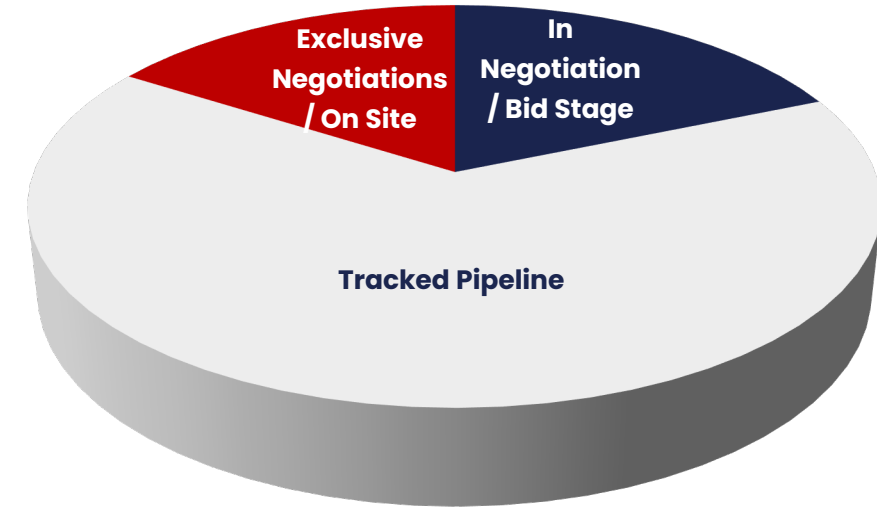 Exclusive
Negotiations
/ On Site
In
Negotiation
/ Bid Stage
Tracked Pipeline